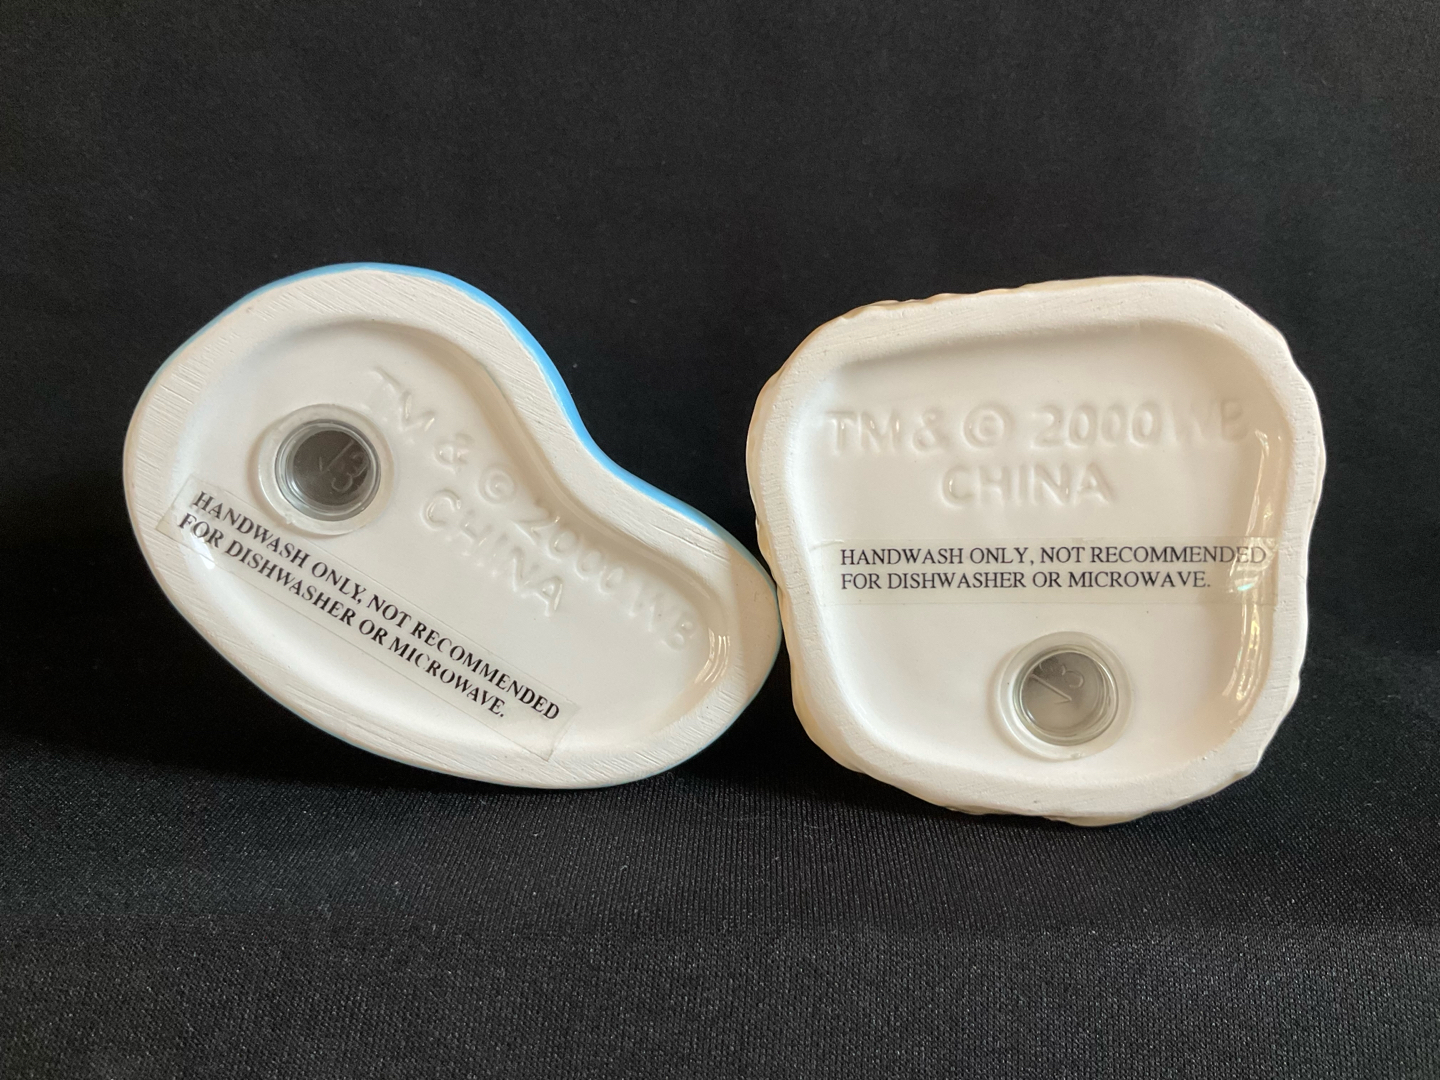 TM & © 2000 WB
CHINA
HANDWASH ONLY, NOT RECOMMENDED
FOR DISHWASHER OR MICROWAVE.
TM & © 2000 WB
CHINA
HANDWASH ONLY, NOT RECOMMENDED
FOR DISHWASHER OR MICROWAVE.